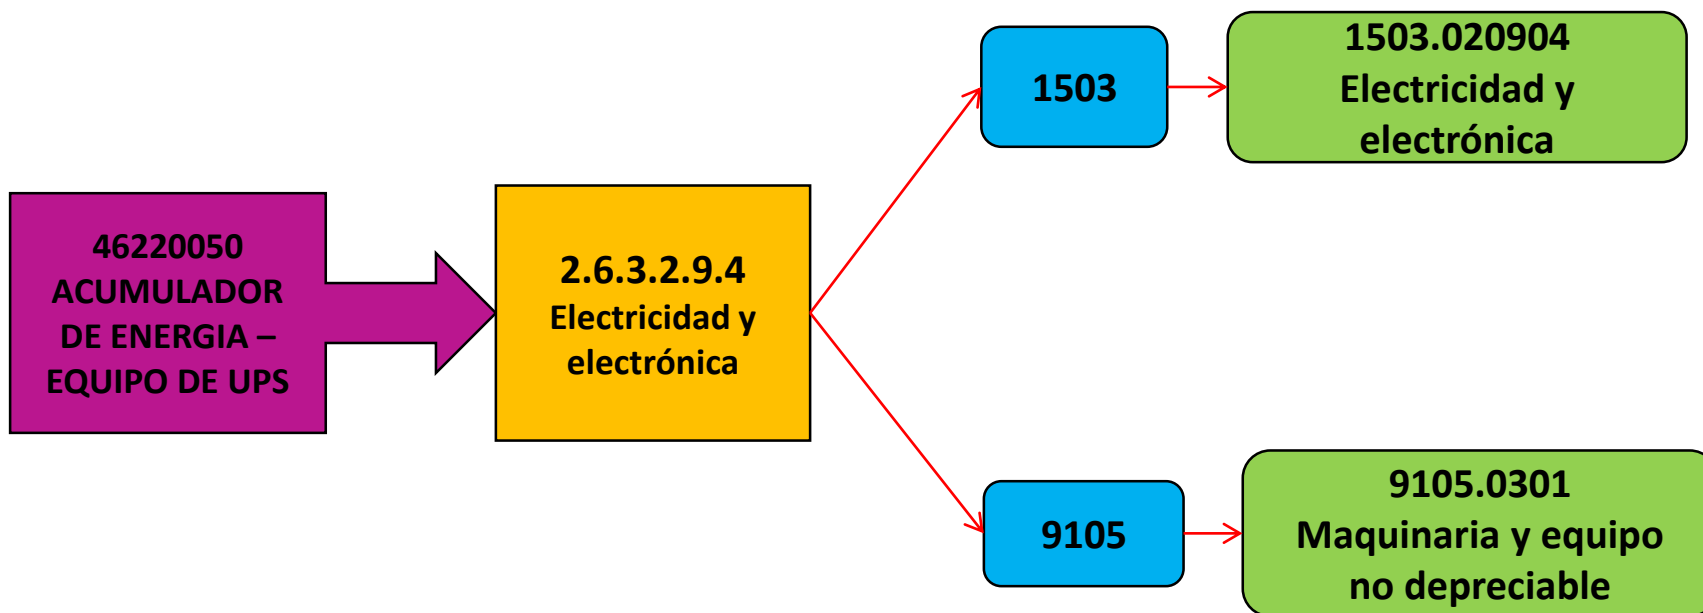 46220050
ACUMULADOR
DE ENERGIA –
EQUIPO DE UPS
2.6.3.2.9.4
Electricidad y
electrónica
1503
1503.020904
Electricidad y
electrónica
9105
9105.0301
Maquinaria y equipo
no depreciable